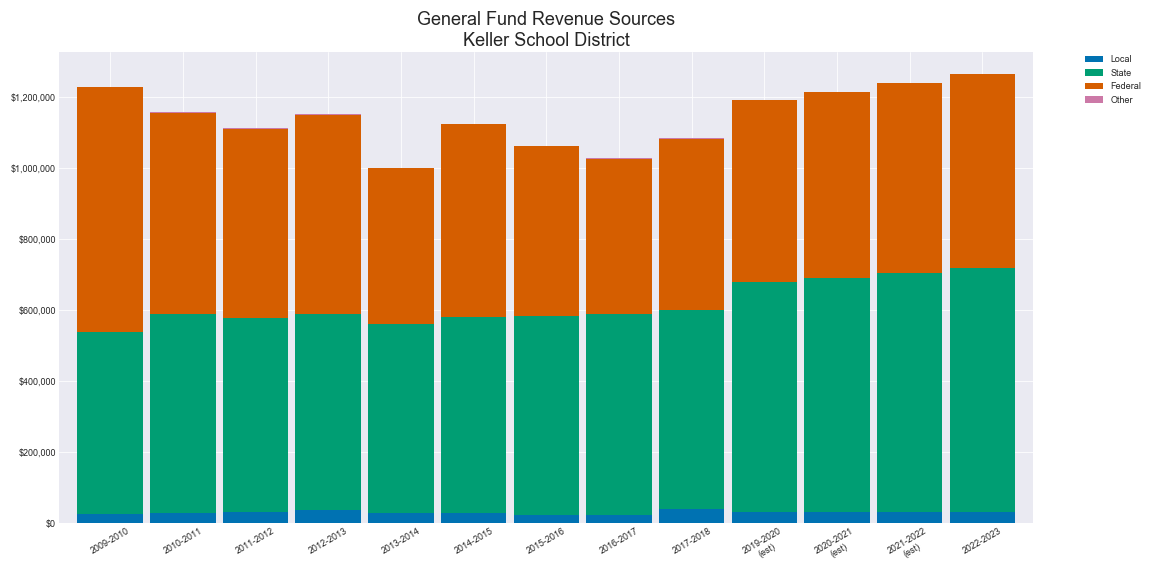 General Fund Revenue Sources
Keller School District
Local
State
Federal
Other
$1,200,000
$1,000,000
$800,000
$600,000
$400,000
$200,000
$0
2009-2010
2010-2011
2011-2012
2012-2013
2013-2014
2014-2015
2015-2016
2016-2017
2017-2018
2019-2020
(est)
2020-2021
(est)
2021-2022
(est)
2022-2023